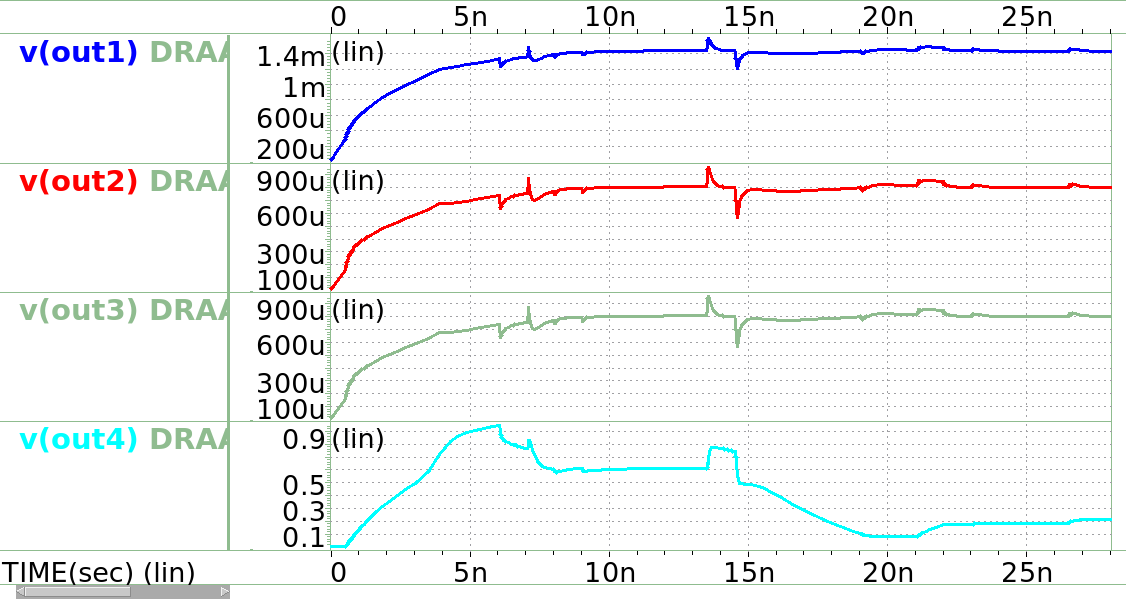 0 5n 10n 15n 20n 25n
v(out1) DRAA
1.4m (lin)
1m
600u
200u
v(out2) DRAA
900u (lin)
600u
300u
100u
v(out3) DRAA
900u (lin)
600u
300u
100u
v(out4) DRAA
0.9 (lin)
0.5
0.3
0.1
TIME(sec) (lin) 0 5n 10n 15n 20n 25n